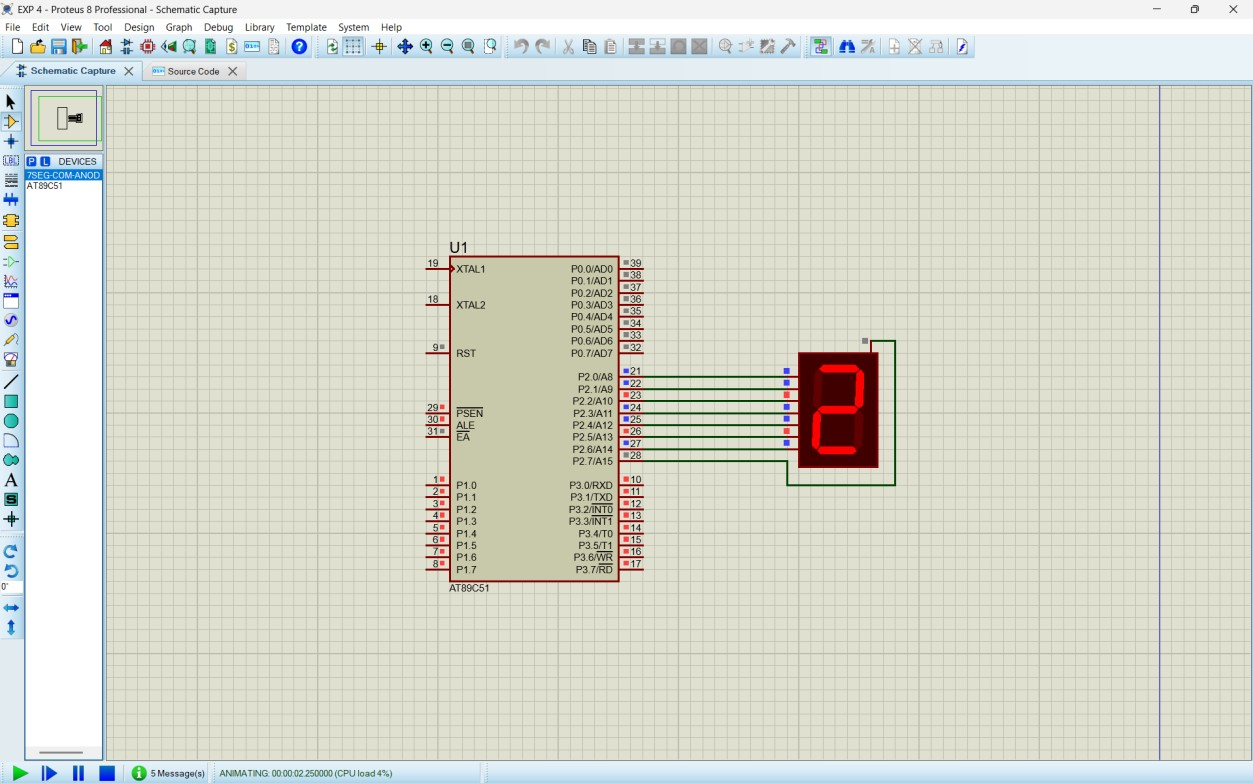 EXP 4 - Proteus 8 Professional - Schematic Capture
File Edit View Tool Design Graph Debug Library Template System Help
Schematic Capture
Source Code
P L DEVICES
7SEG-COM-ANOD
AT89C51
LBL
A
S
0°
U1
19 XTAL1
18 XTAL2
9 RST
29 PSEN
30 ALE
31 EA
1 P1.0
2 P1.1
3 P1.2
4 P1.3
5 P1.4
6 P1.5
7 P1.6
8 P1.7
P0.0/AD0 39
P0.1/AD1 38
P0.2/AD2 37
P0.3/AD3 36
P0.4/AD4 35
P0.5/AD5 34
P0.6/AD6 33
P0.7/AD7 32
P2.0/A8 21
P2.1/A9 22
P2.2/A10 23
P2.3/A11 24
P2.4/A12 25
P2.5/A13 26
P2.6/A14 27
P2.7/A15 28
P3.0/RXD 10
P3.1/TXD 11
P3.2/INT0 12
P3.3/INT1 13
P3.4/T0 14
P3.5/T1 15
P3.6/WR 16
P3.7/RD 17
AT89C51
2
5 Message(s)
ANIMATING: 00:00:02.250000 (CPU load 4%)